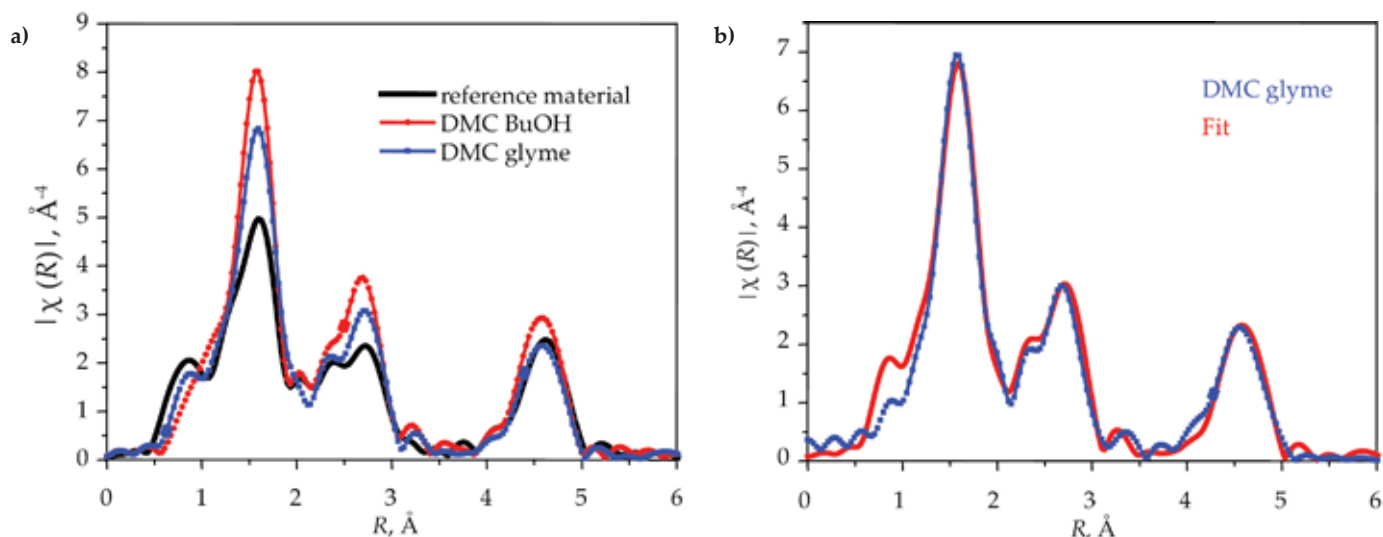 a)
9
8
7
6
5
4
3
2
1
0
|χ(R)|, Å⁻⁴
reference material
DMC BuOH
DMC glyme
0 1 2 3 4 5 6
R, Å
b)
7
6
5
4
3
2
1
0
|χ(R)|, Å⁻⁴
DMC glyme
Fit
0 1 2 3 4 5 6
R, Å